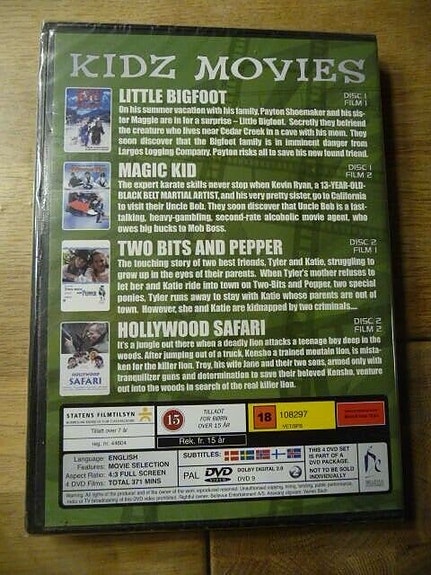 KIDZ MOVIES
LITTLE BIGFOOT
DISC 1
FILM 1
On his summer vacation with his family, Payton Shoemaker and his sis-
ter Maggie are in for a surprise – Little Bigfoot. Secretly they befriend
the creature who lives near Cedar Creek in a cave with his mom. They
soon discover that the Bigfoot family is in imminent danger from
Largos Logging Company. Payton risks all to save his new found friend.
MAGIC KID
DISC 1
FILM 2
The expert karate skills never stop when Kevin Ryan, a 13-YEAR-OLD-
BLACK BELT MARTIAL ARTIST, and his very pretty sister, go to California
to visit their Uncle Bob. They soon discover that Uncle Bob is a fast-
talking, heavy-gambling, second-rate alcoholic movie agent, who
owes big bucks to Mob Boss.
TWO BITS AND PEPPER
DISC 2
FILM 1
The touching story of two best friends, Tyler and Katie, struggling to
grow up in the eyes of their parents. When Tyler's mother refuses to
let her and Katie ride into town on Two-Bits and Pepper, two special
ponies, Tyler runs away to stay with Katie whose parents are out of
town. However, she and Katie are kidnapped by two criminals....
HOLLYWOOD SAFARI
DISC 2
FILM 2
It's a jungle out there when a deadly lion attacks a teenage boy deep in the
woods. After jumping out of a truck, Kensho a trained moutain lion, is mista-
ken for the killer lion. Troy, his wife Jane and their two sons, armed only with
tranquilizer guns and determination to save their beloved Kensho, venture
out into the woods in search of the real killer lion.
HOLLYWOOD
SAFARI
STATENS FILMTILSYN
Tillatt over 7 år
reg. nr. 44604
15
TILLADT
FOR BØRN
OVER 15 ÅR
Rek. fr. 15 år
18
108297
Language: ENGLISH
Features: MOVIE SELECTION
Aspect Ratio: 4:3 FULL SCREEN
4 DVD Films: TOTAL 371 MINS
SUBTITLES:
PAL
DVD
VIDEO
DOLBY DIGITAL 2.0
DVD 9
THIS 4 DVD SET
IS PART OF A
DVD PACKAGE.
NOT TO BE SOLD
INDIVIDUALLY